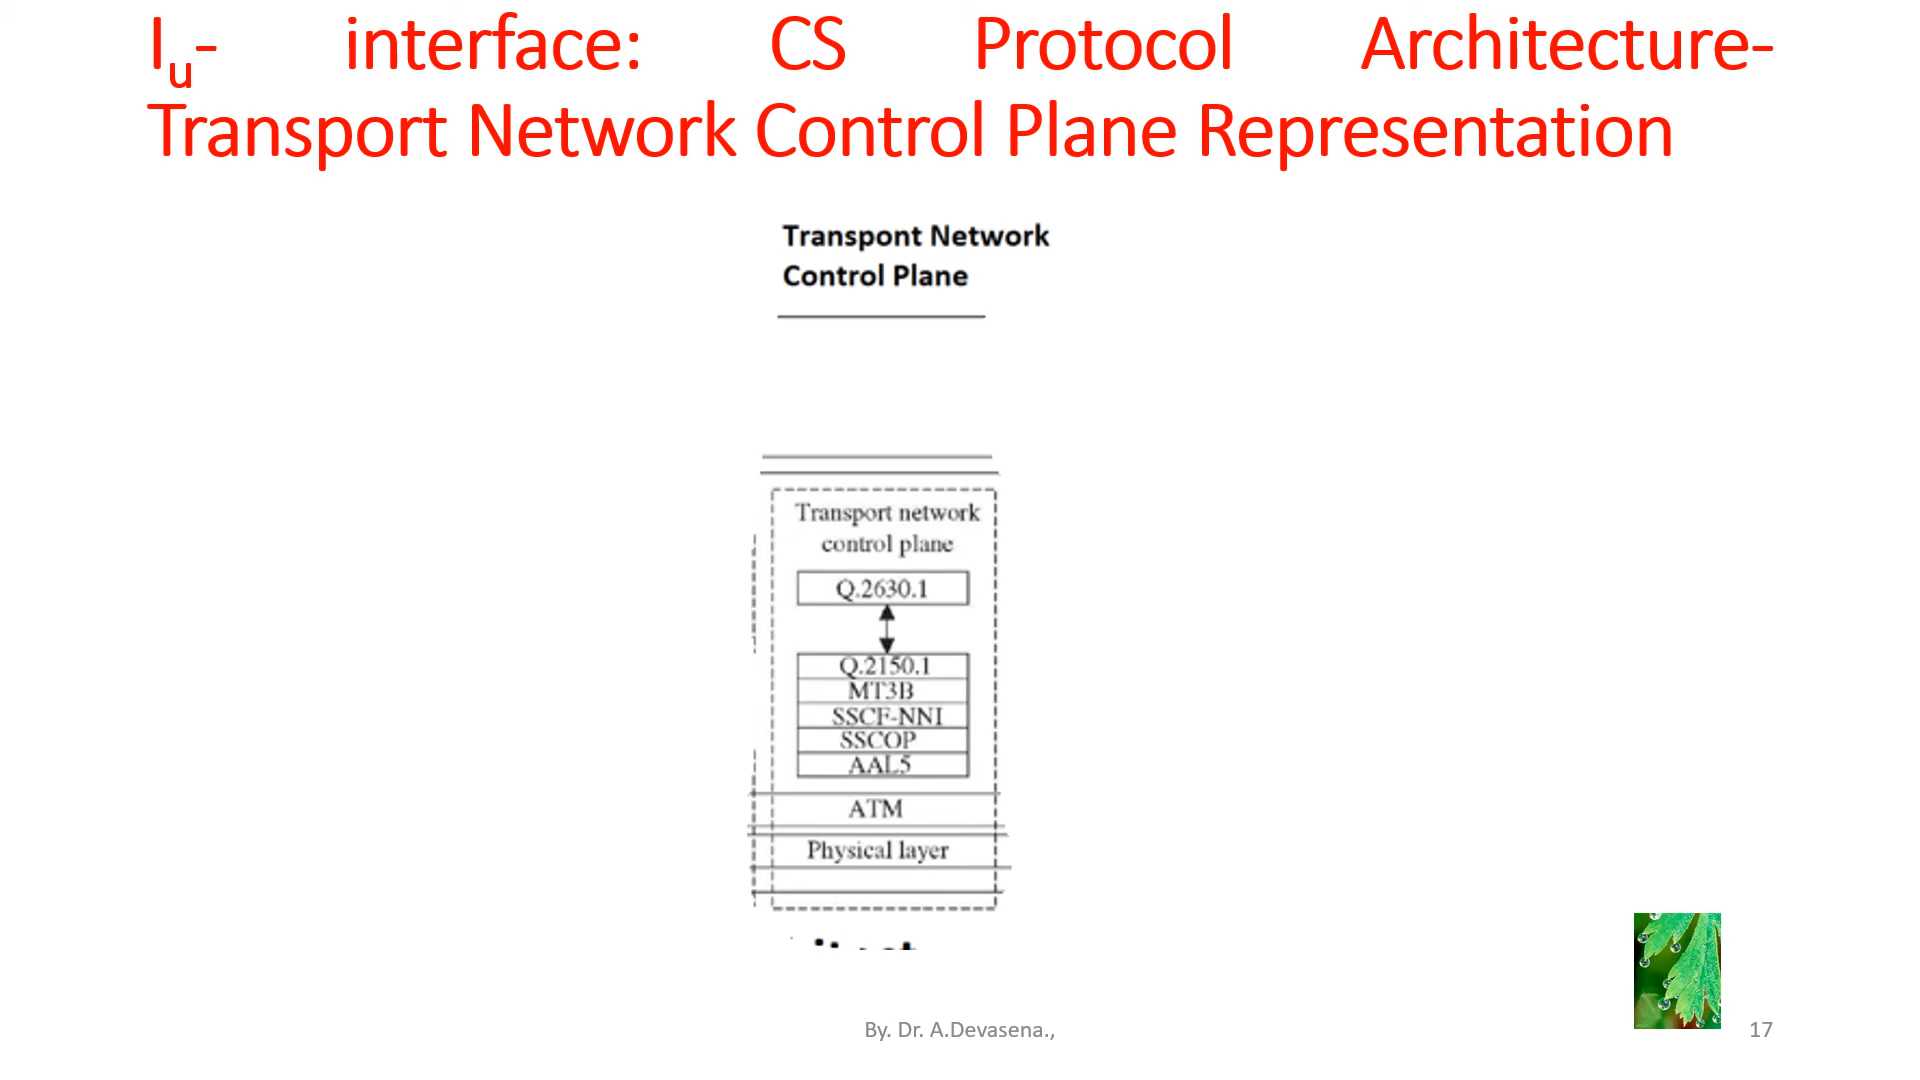 Iu- interface: CS Protocol Architecture-
Transport Network Control Plane Representation
Transpont Network
Control Plane
Transport network
control plane
Q.2630.1
Q.2150.1
MT3B
SSCF-NNI
SSCOP
AAL5
ATM
Physical layer
By. Dr. A.Devasena.,
17